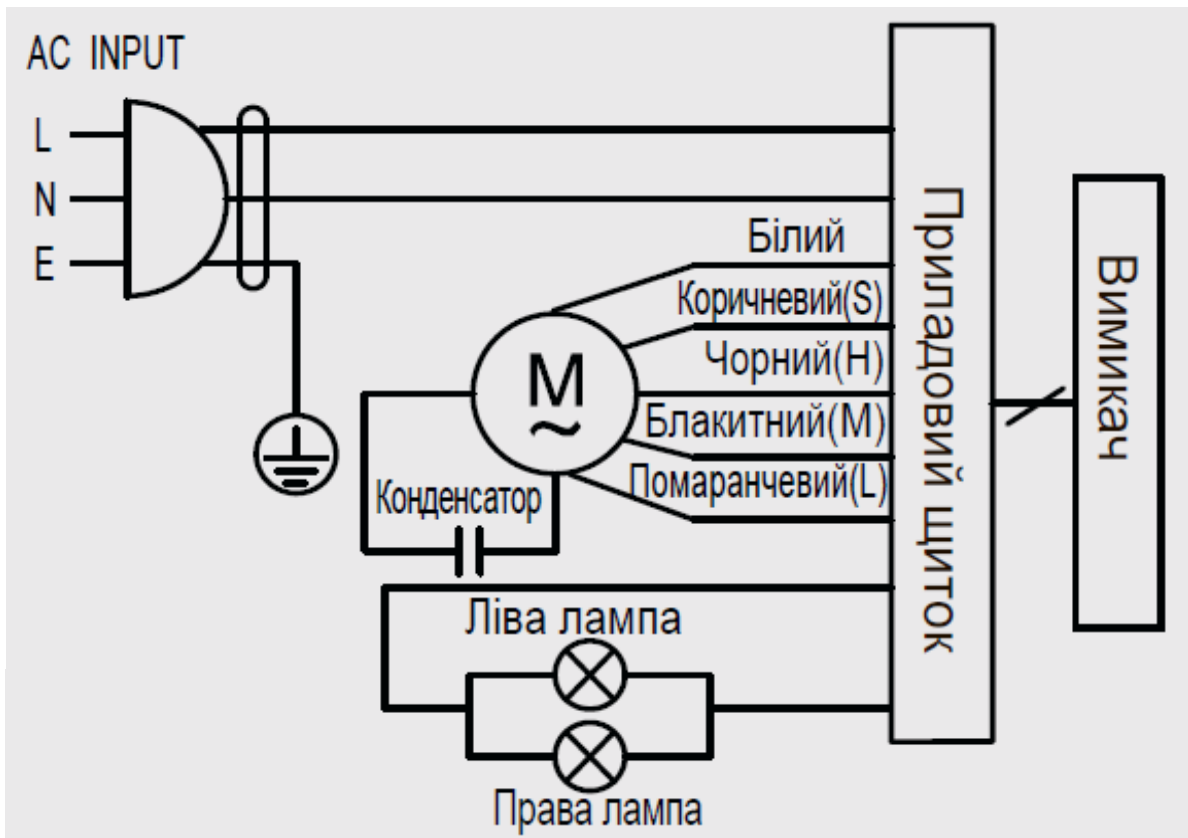 AC INPUT
L
N
E
Білий
Коричневий(S)
Чорний(H)
Блакитний(M)
Помаранчевий(L)
M
~
Конденсатор
Ліва лампа
Права лампа
Приладовий щиток
Вимикач